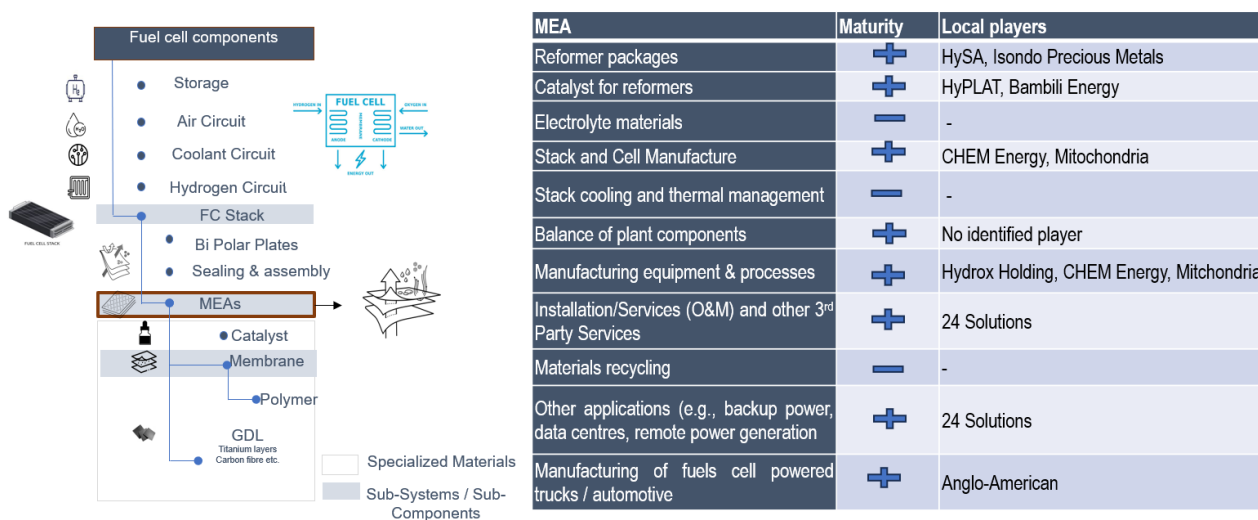 Fuel cell components
Storage
Air Circuit
Coolant Circuit
Hydrogen Circuit
FC Stack
Bi Polar Plates
Sealing & assembly
MEAs
Catalyst
Membrane
Polymer
GDL
Titanium layers
Carbon fibre etc.
H₂
H₂O
FUEL CELL STACK
HYDROGEN IN
FUEL CELL
OXYGEN IN
MEMBRANE
WATER OUT
ANODE
CATHODE
ENERGY OUT
Specialized Materials
Sub-Systems / Sub-
Components
MEA Maturity Local players
Reformer packages + HySA, Isondo Precious Metals
Catalyst for reformers + HyPLAT, Bambili Energy
Electrolyte materials - -
Stack and Cell Manufacture + CHEM Energy, Mitochondria
Stack cooling and thermal management - -
Balance of plant components + No identified player
Manufacturing equipment & processes + Hydrox Holding, CHEM Energy, Mitchondria
Installation/Services (O&M) and other 3rd
Party Services + 24 Solutions
Materials recycling - -
Other applications (e.g., backup power,
data centres, remote power generation + 24 Solutions
Manufacturing of fuels cell powered
trucks / automotive + Anglo-American